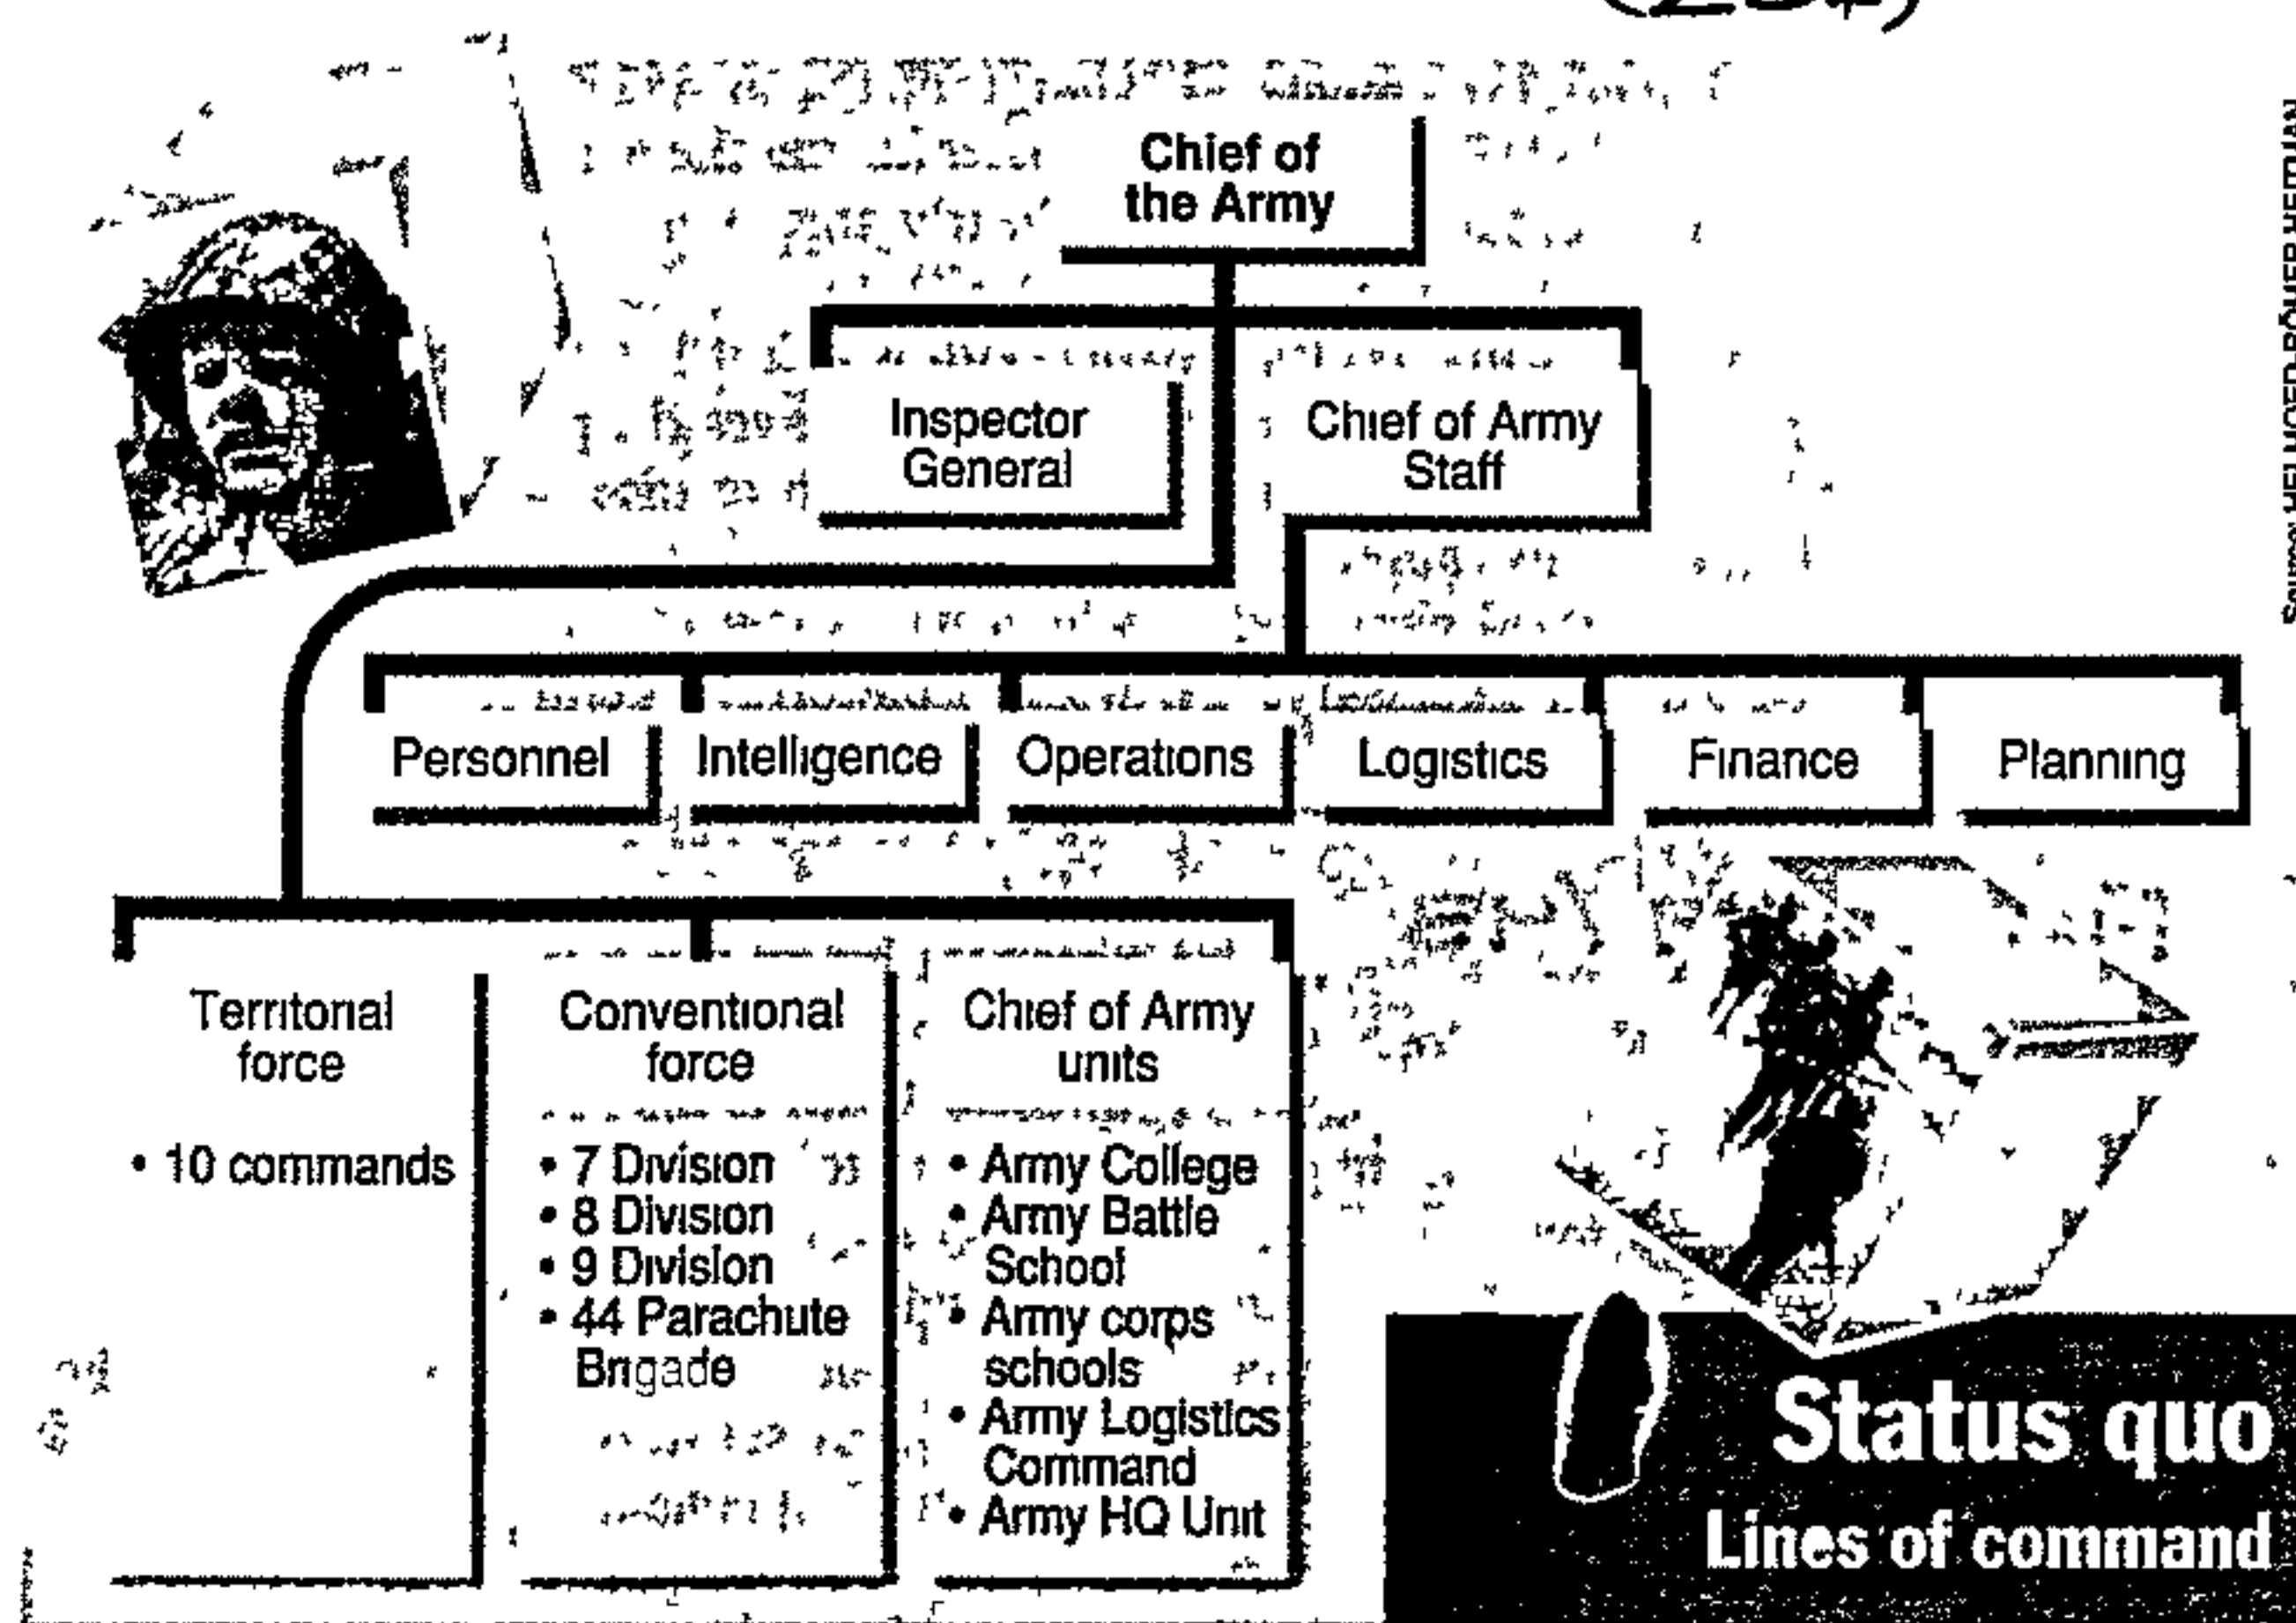 Chief of
the Army
Inspector
General
Chief of Army
Staff
Personnel
Intelligence
Operations
Logistics
Finance
Planning
Territorial
force
• 10 commands
Conventional
force
• 7 Division
• 8 Division
• 9 Division
• 44 Parachute
Brigade
Chief of Army
units
• Army College
• Army Battle
School
• Army corps
schools
• Army Logistics
Command
• Army HQ Unit
Status quo
Lines of command